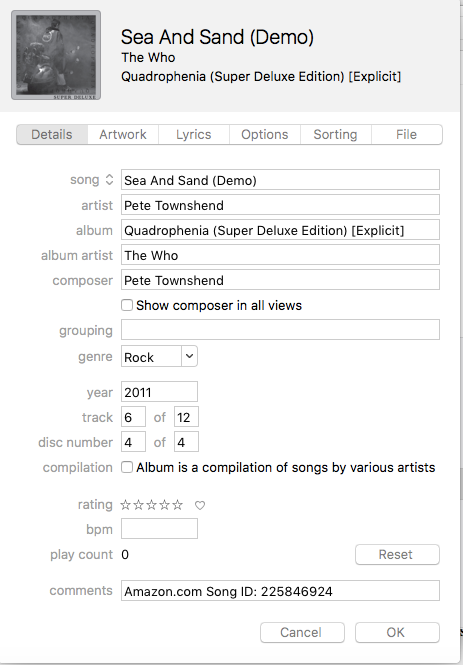 SUPER DELUXE
Sea And Sand (Demo)
The Who
Quadrophenia (Super Deluxe Edition) [Explicit]
Details Artwork Lyrics Options Sorting File
song Sea And Sand (Demo)
artist Pete Townshend
album Quadrophenia (Super Deluxe Edition) [Explicit]
album artist The Who
composer Pete Townshend
Show composer in all views
grouping
genre Rock
year 2011
track 6 of 12
disc number 4 of 4
compilation Album is a compilation of songs by various artists
rating
bpm
play count 0 Reset
comments Amazon.com Song ID: 225846924
Cancel OK